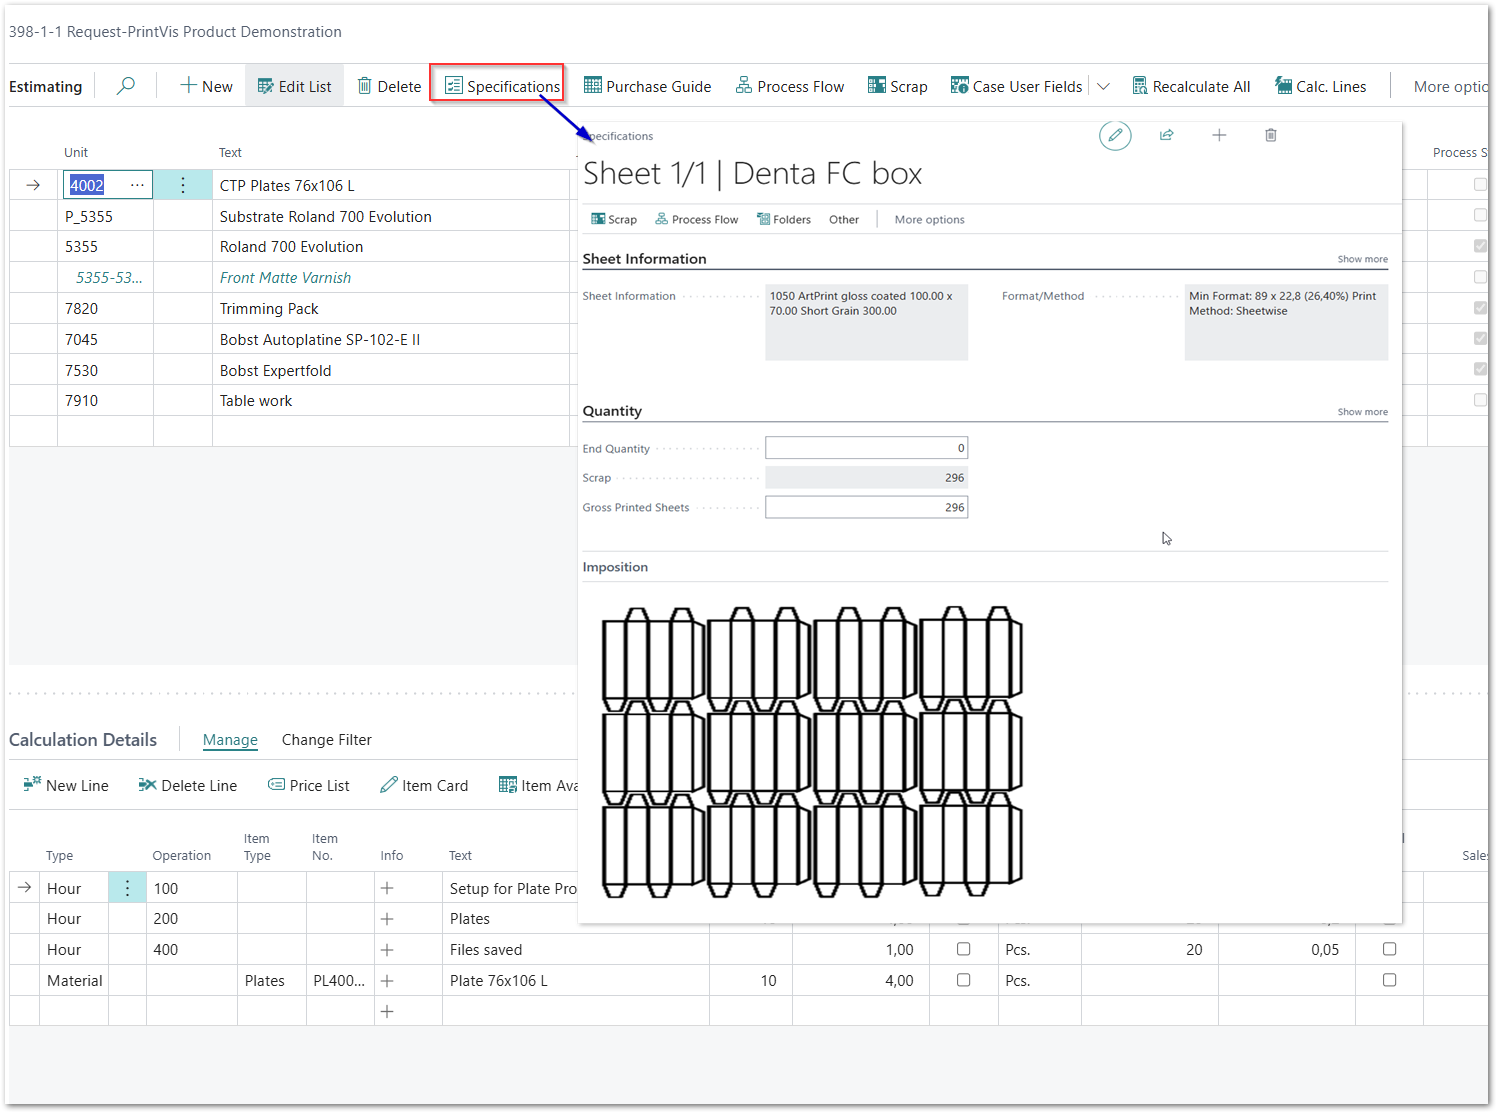 398-1-1 Request-PrintVis Product Demonstration
Estimating New Edit List Delete Specifications Purchase Guide Process Flow Scrap Case User Fields Recalculate All Calc. Lines More optio
Unit Text Process S
4002 ... CTP Plates 76x106 L
P_5355 Substrate Roland 700 Evolution
5355 Roland 700 Evolution
5355-53... Front Matte Varnish
7820 Trimming Pack
7045 Bobst Autoplatine SP-102-E II
7530 Bobst Expertfold
7910 Table work
pecifications
Sheet 1/1 | Denta FC box
Scrap Process Flow Folders Other More options
Sheet Information Show more
Sheet Information 1050 ArtPrint gloss coated 100.00 x
70.00 Short Grain 300.00
Format/Method Min Format: 89 x 22,8 (26,40%) Print
Method: Sheetwise
Quantity Show more
End Quantity 0
Scrap 296
Gross Printed Sheets 296
Imposition
Calculation Details Manage Change Filter
New Line Delete Line Price List Item Card Item Ava
Type Operation Item
Type Item
No. Info Text Sales
Hour 100 Setup for Plate Pro
Hour 200 Plates
Hour 400 Files saved 1,00 Pcs. 20 0,05
Material Plates PL400... Plate 76x106 L 10 4,00 Pcs.